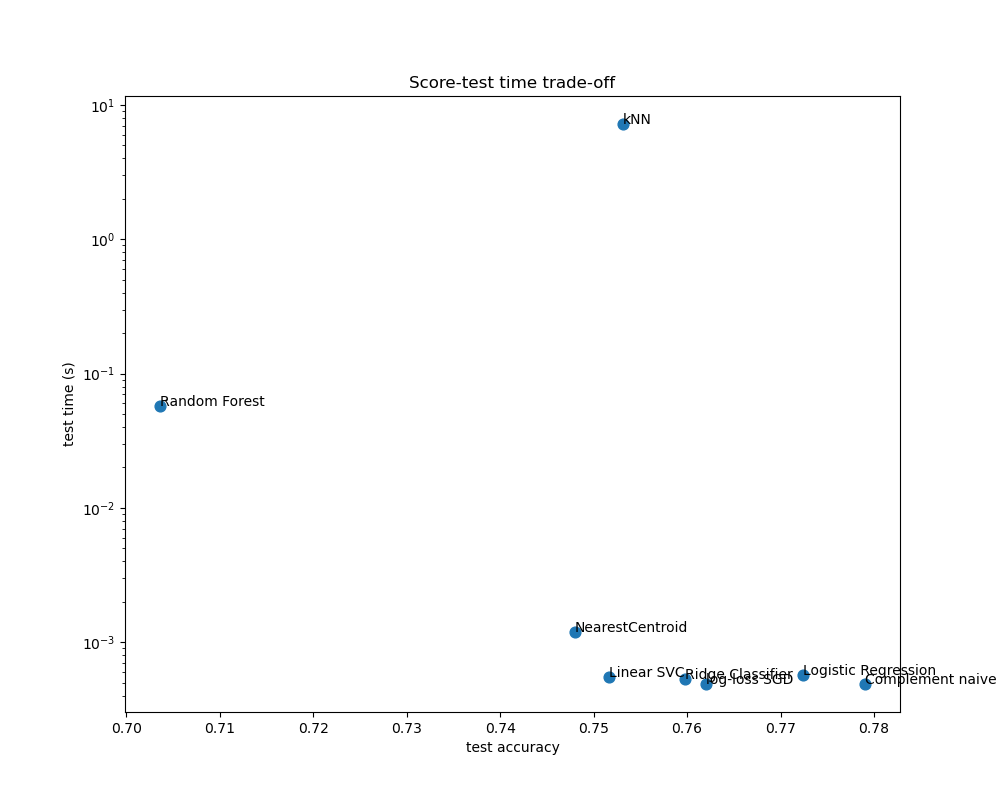 Score-test time trade-off
10¹
kNN
10⁰
test time (s)
10⁻¹
Random Forest
10⁻²
10⁻³
NearestCentroid
Linear SVC
Ridge Classifier
log-loss SGD
Logistic Regression
Complement naive
0.70 0.71 0.72 0.73 0.74 0.75 0.76 0.77 0.78
test accuracy